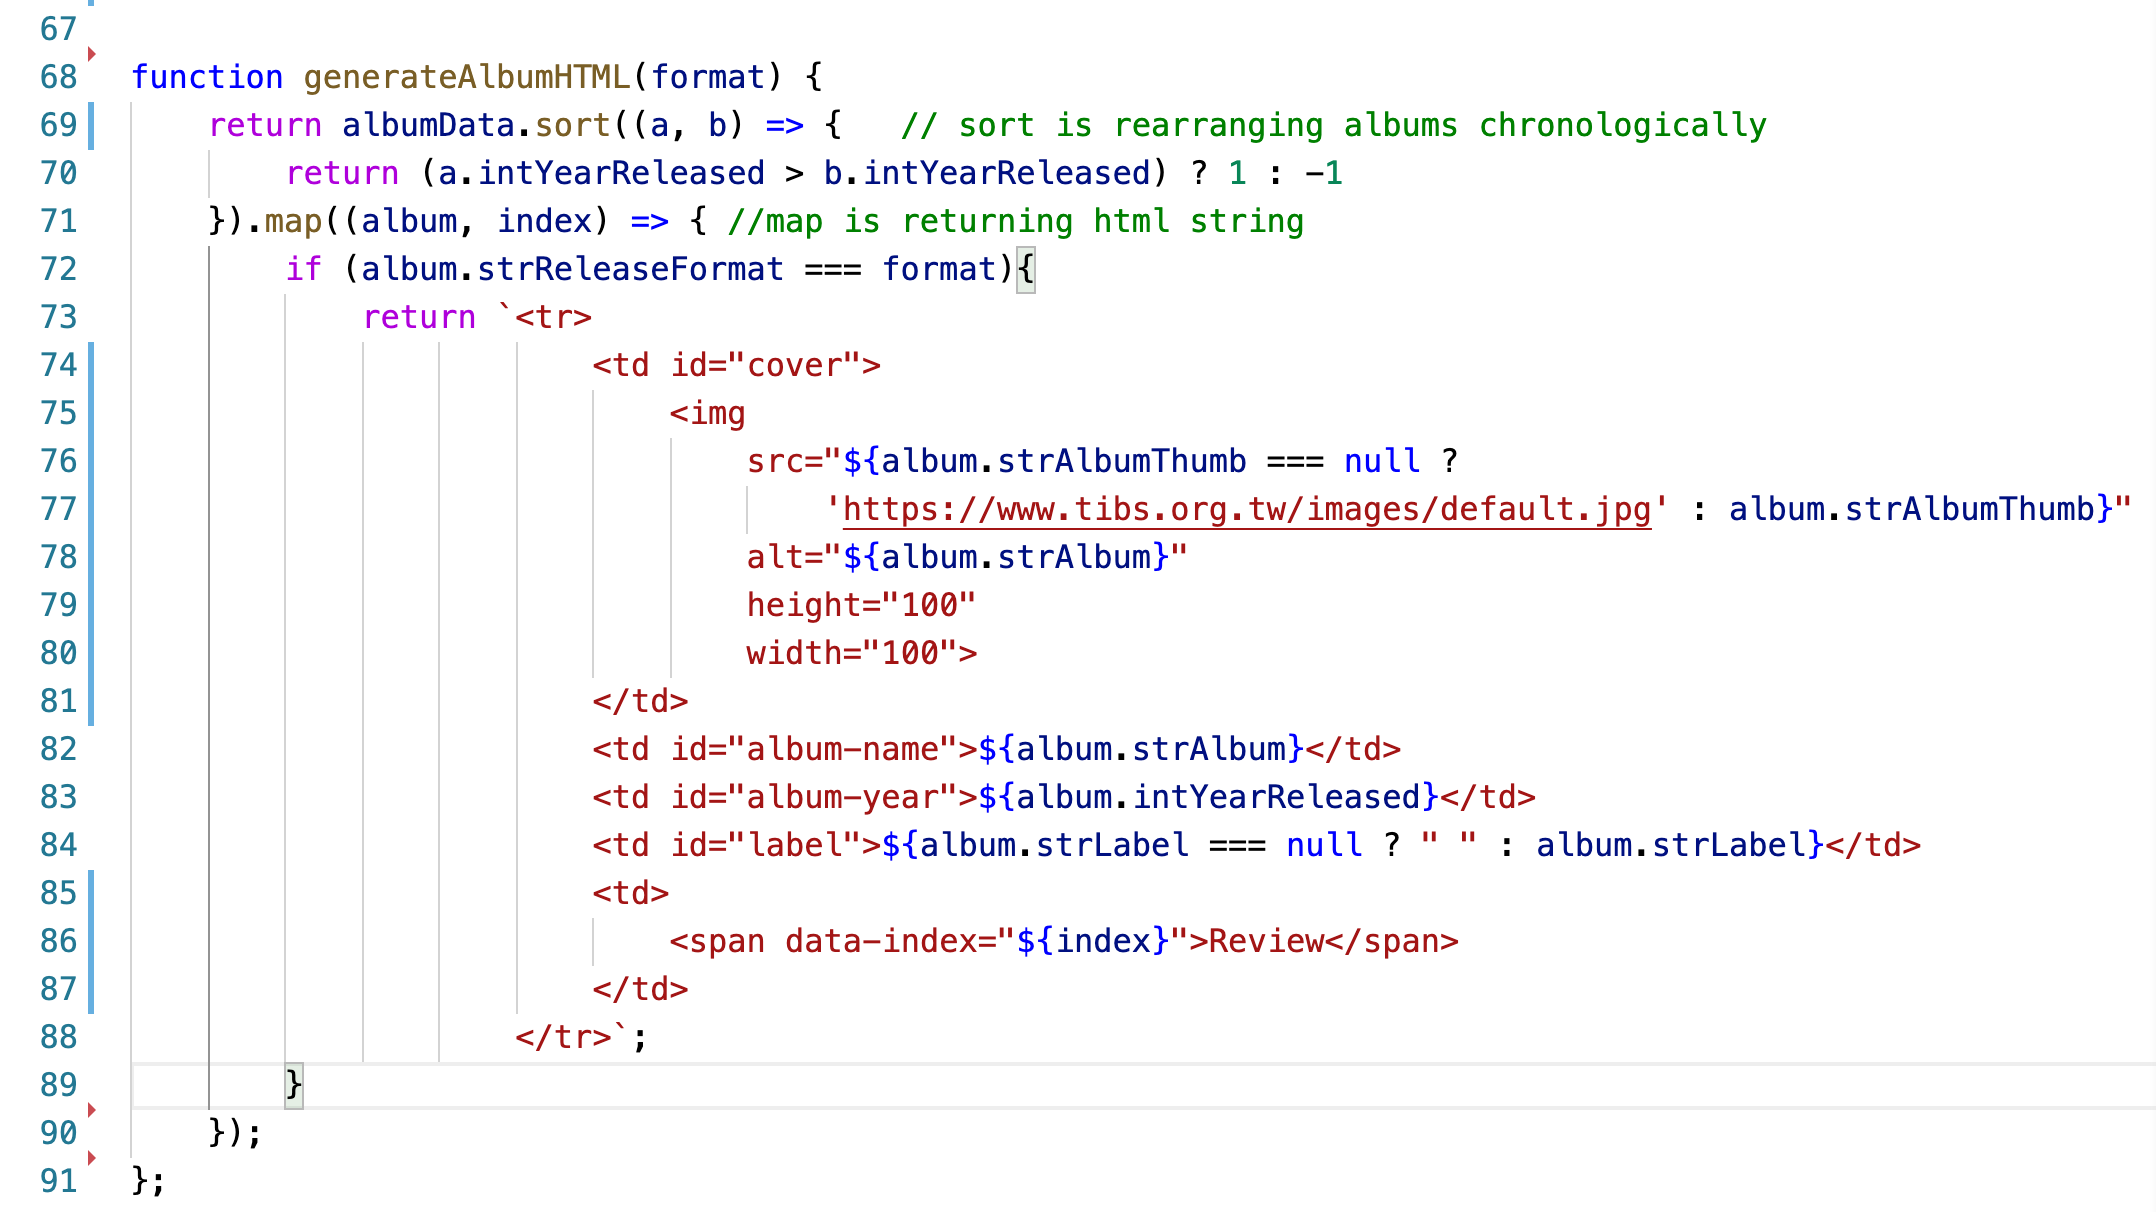 67
68 function generateAlbumHTML(format) {
69 return albumData.sort((a, b) => { // sort is rearranging albums chronologically
70 return (a.intYearReleased > b.intYearReleased) ? 1 : -1
71 }).map((album, index) => { //map is returning html string
72 if (album.strReleaseFormat === format){
73 return `<tr>
74 <td id="cover">
75 <img
76 src="${album.strAlbumThumb === null ?
77 'https://www.tibs.org.tw/images/default.jpg' : album.strAlbumThumb}"
78 alt="${album.strAlbum}"
79 height="100"
80 width="100">
81 </td>
82 <td id="album-name">${album.strAlbum}</td>
83 <td id="album-year">${album.intYearReleased}</td>
84 <td id="label">${album.strLabel === null ? " " : album.strLabel}</td>
85 <td>
86 <span data-index="${index}">Review</span>
87 </td>
88 </tr>`;
89 }
90 });
91 };